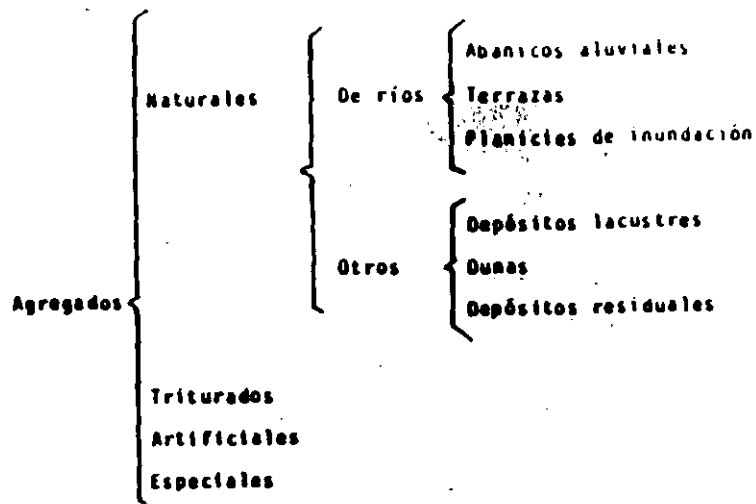 Abanicos aluviales
Naturales De ríos Terrazas
Planicies de inundación
Depósitos lacustres
Otros Dunas
Depósitos residuales
Agregados
Triturados
Artificiales
Especiales